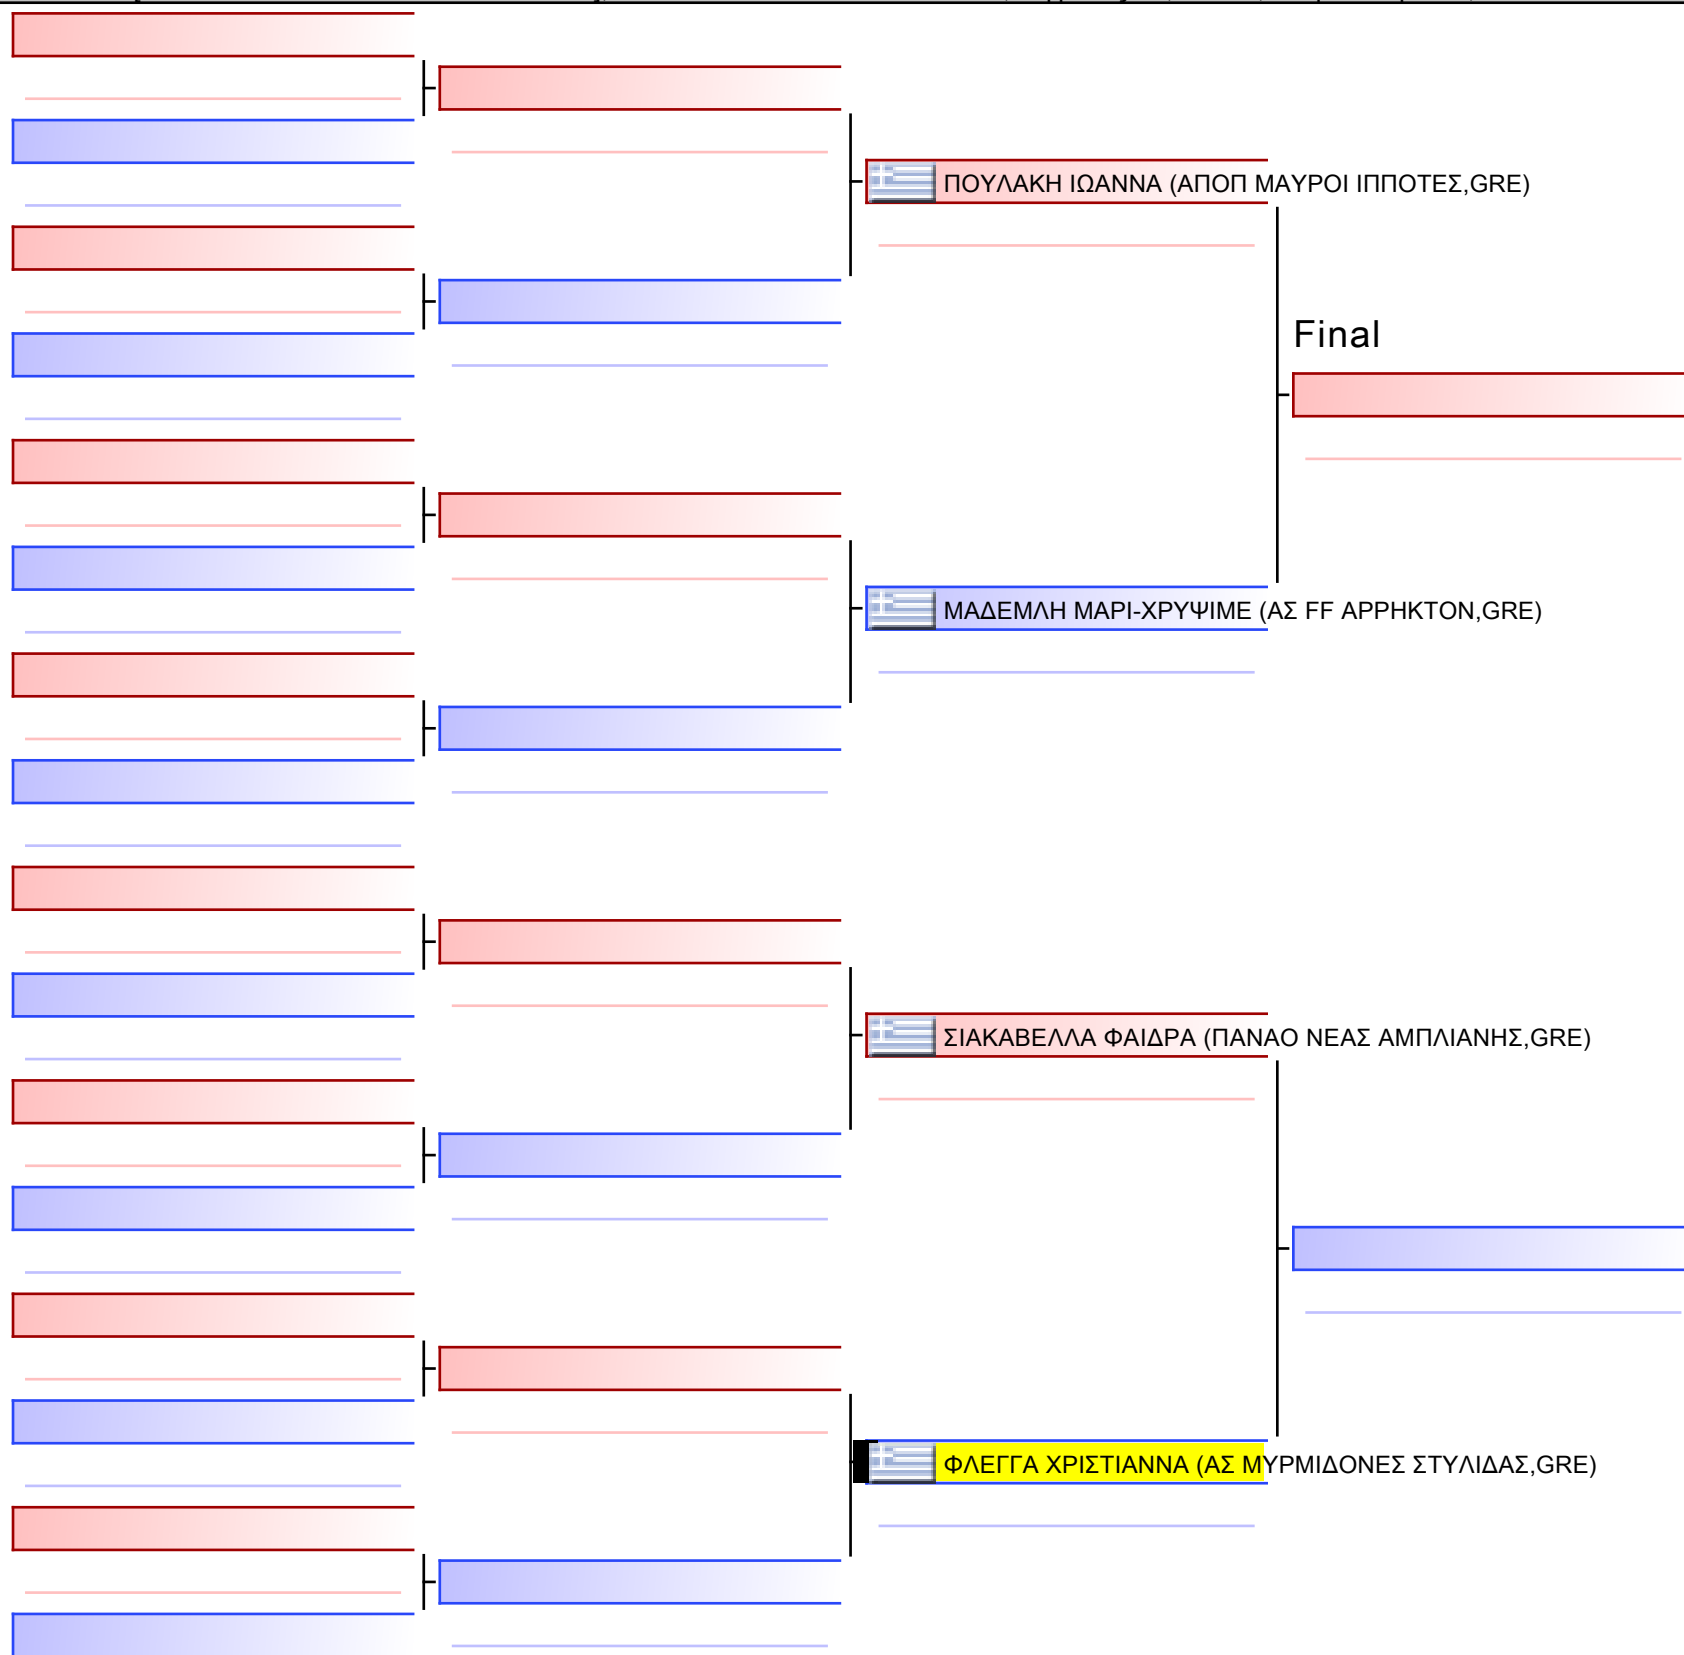 ΠΟΥΛΑΚΗ ΙΩΑΝΝΑ (ΑΠΟΠ ΜΑΥΡΟΙ ΙΠΠΟΤΕΣ,GRE)
Final
ΜΑΔΕΜΛΗ ΜΑΡΙ-ΧΡΥΨΙΜΕ (ΑΣ FF ΑΡΡΗΚΤΟΝ,GRE)
ΣΙΑΚΑΒΕΛΛΑ ΦΑΙΔΡΑ (ΠΑΝΑΟ ΝΕΑΣ ΑΜΠΛΙΑΝΗΣ,GRE)
ΦΛΕΓΓΑ ΧΡΙΣΤΙΑΝΝΑ (ΑΣ ΜΥΡΜΙΔΟΝΕΣ ΣΤΥΛΙΔΑΣ,GRE)